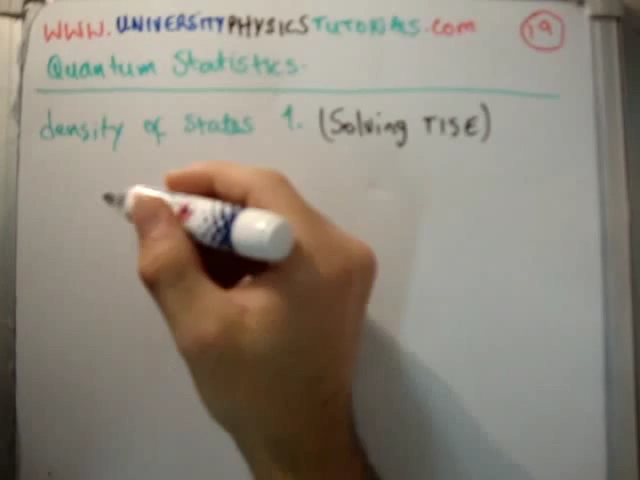 WWW.UNIVERSITYPHYSICSTUTORIALS.com 19
Quantum Statistics.
density of states 1. (Solving TISE)